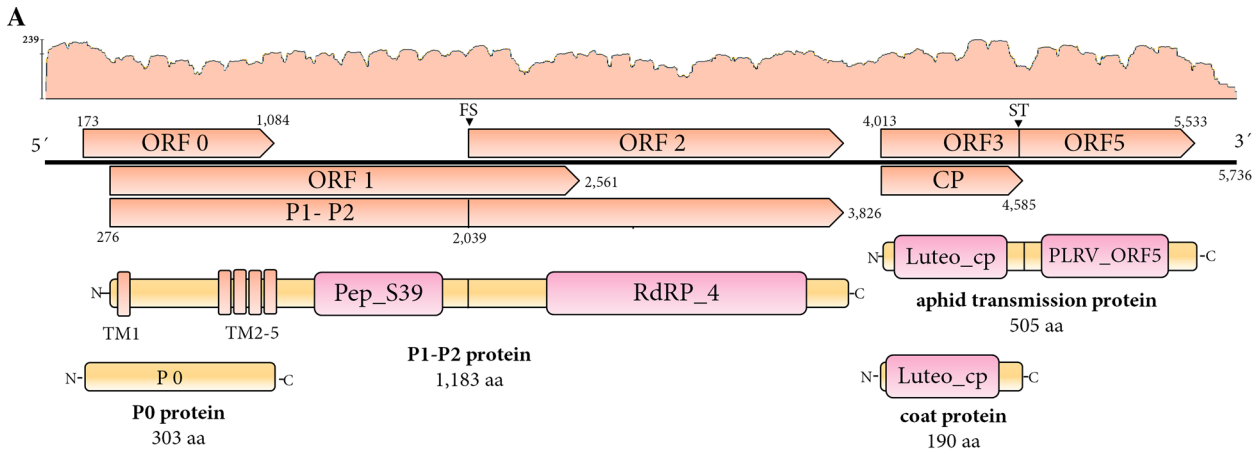 A
239
FS
ST
173
1,084
4,013
5,533
5´
ORF 0
ORF 2
ORF3
ORF5
3´
ORF 1
2,561
CP
5,736
P1- P2
3,826
4,585
276
2,039
N-
Luteo_cp
PLRV_ORF5
-C
N-
Pep_S39
RdRP_4
-C
aphid transmission protein
505 aa
TM1
TM2-5
P1-P2 protein
1,183 aa
N-
P 0
-C
N-
Luteo_cp
-C
P0 protein
303 aa
coat protein
190 aa